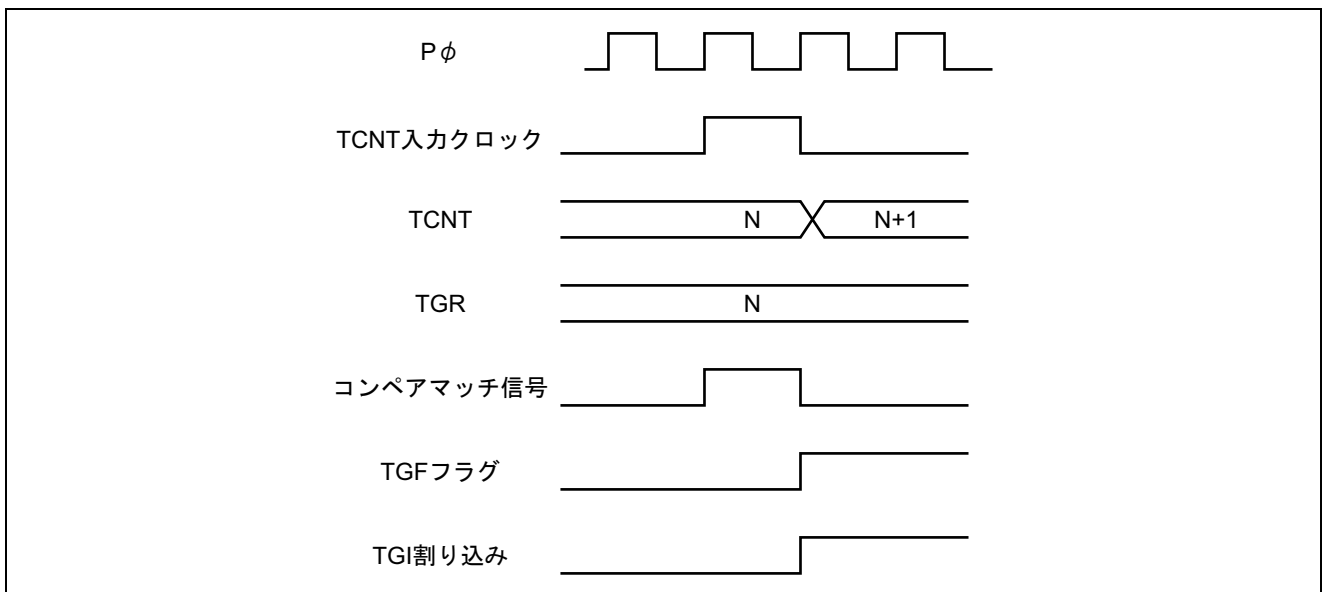 Pφ
TCNT入力クロック
TCNT
N
N+1
TGR
N
コンペアマッチ信号
TGFフラグ
TGI割り込み